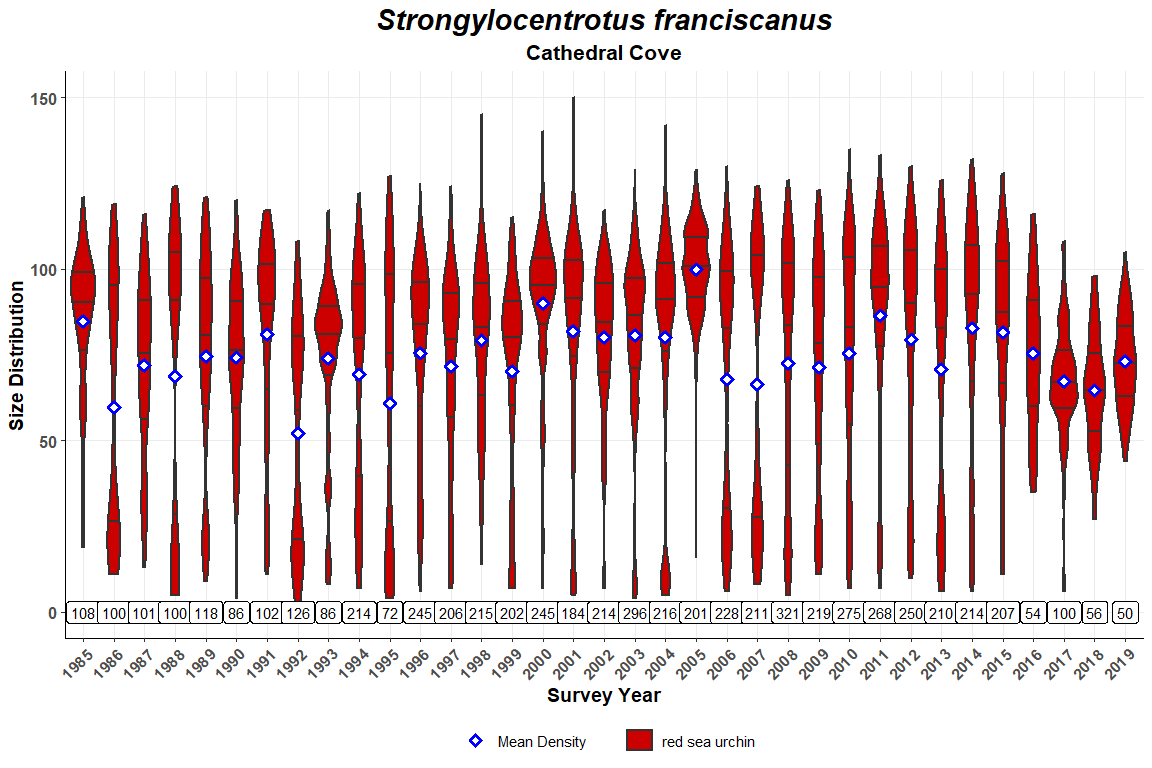 Strongylocentrotus franciscanus
Cathedral Cove
Size Distribution
150
100
50
0
108 100 101 100 118 86 102 126 86 214 72 245 206 215 202 245 184 214 296 216 201 228 211 321 219 275 268 250 210 214 207 54 100 56 50
1985 1986 1987 1988 1989 1990 1991 1992 1993 1994 1995 1996 1997 1998 1999 2000 2001 2002 2003 2004 2005 2006 2007 2008 2009 2010 2011 2012 2013 2014 2015 2016 2017 2018 2019
Survey Year
Mean Density red sea urchin